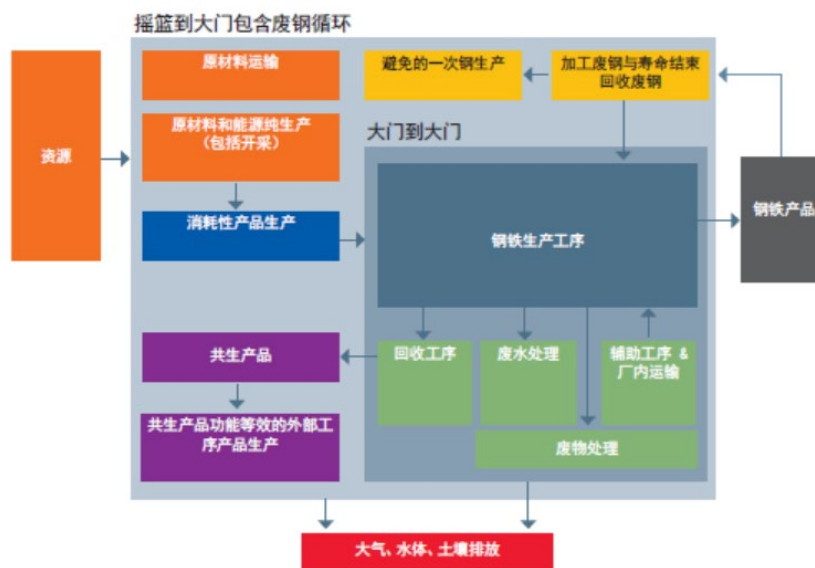 摇篮到大门包含废钢循环
原材料运输
避免的一次钢生产
加工废钢与寿命结束
回收废钢
资源
原材料和能源纯生产
（包括开采）
大门到大门
消耗性产品生产
钢铁生产工序
钢铁产品
共生产品
回收工序
废水处理
辅助工序 &
厂内运输
共生产品功能等效的外部工
序产品生产
废物处理
大气、水体、土壤排放